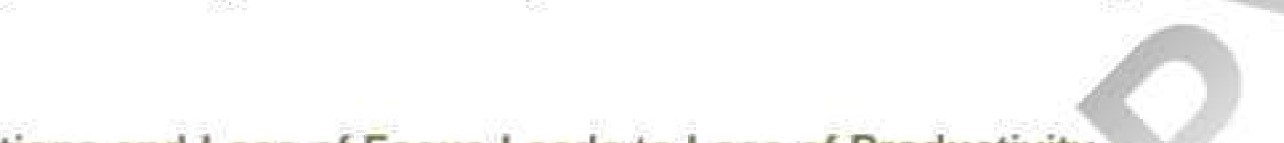 tions and Loss of Focus Leads to Loss of Productivity